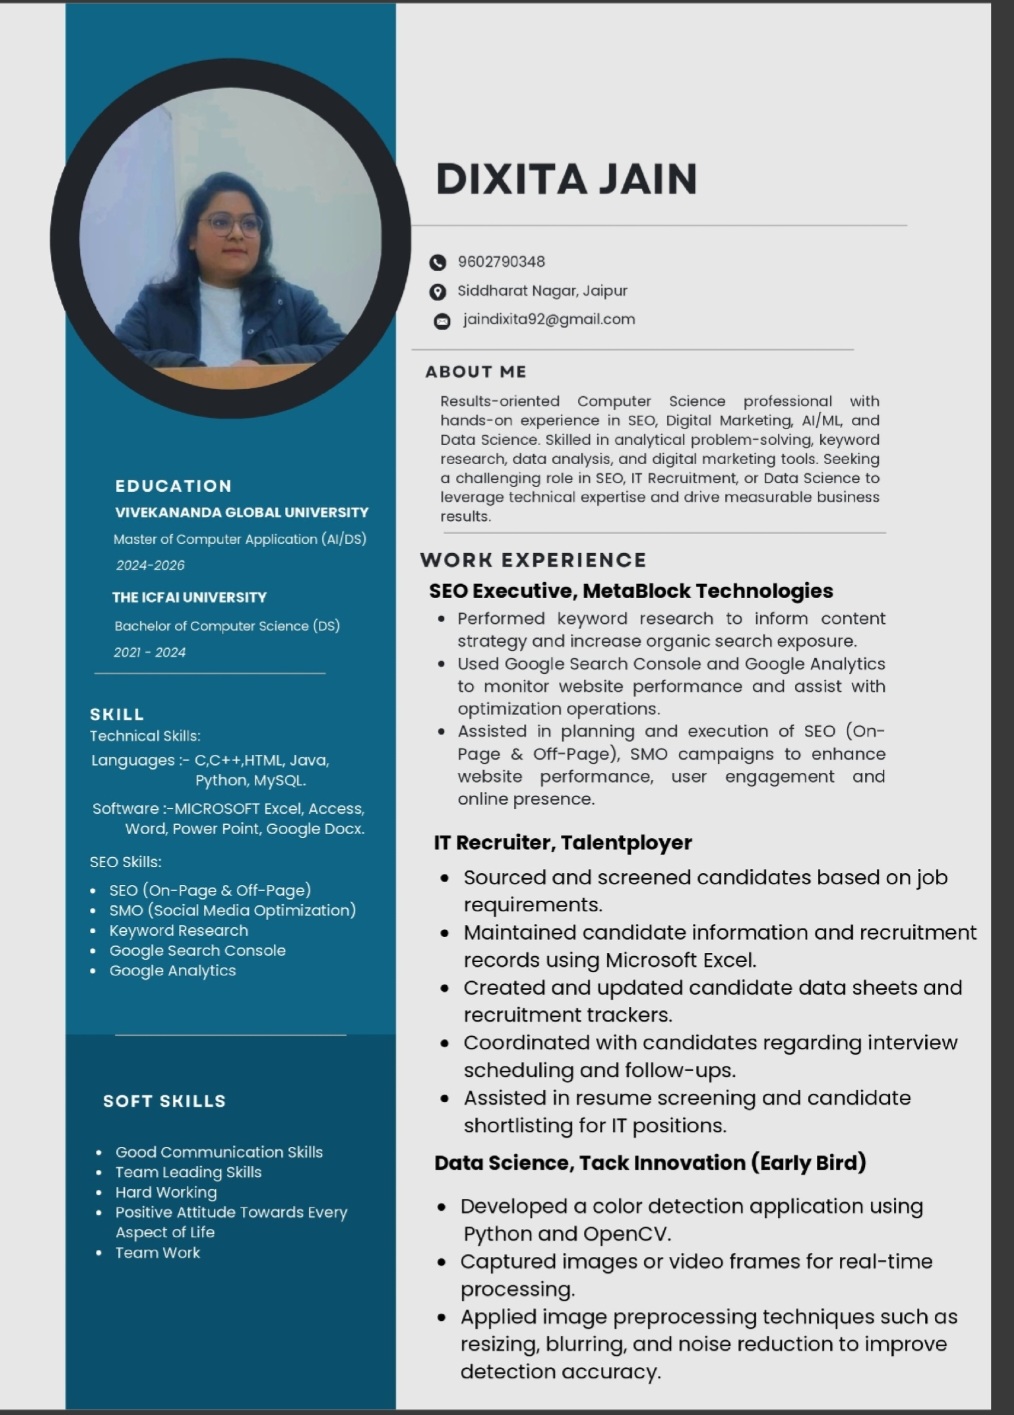 DIXITA JAIN
9602790348
Siddharat Nagar, Jaipur
jaindixita92@gmail.com
ABOUT ME
Results-oriented Computer Science professional with
hands-on experience in SEO, Digital Marketing, AI/ML, and
Data Science. Skilled in analytical problem-solving, keyword
research, data analysis, and digital marketing tools. Seeking
a challenging role in SEO, IT Recruitment, or Data Science to
leverage technical expertise and drive measurable business
results.
EDUCATION
VIVEKANANDA GLOBAL UNIVERSITY
Master of Computer Application (AI/DS)
2024-2026
THE ICFAI UNIVERSITY
Bachelor of Computer Science (DS)
2021 - 2024
SKILL
Technical Skills:
Languages :- C,C++,HTML, Java,
Python, MySQL.
Software :-MICROSOFT Excel, Access,
Word, Power Point, Google Docx.
SEO Skills:
• SEO (On-Page & Off-Page)
• SMO (Social Media Optimization)
• Keyword Research
• Google Search Console
• Google Analytics
SOFT SKILLS
• Good Communication Skills
• Team Leading Skills
• Hard Working
• Positive Attitude Towards Every
Aspect of Life
• Team Work
WORK EXPERIENCE
SEO Executive, MetaBlock Technologies
• Performed keyword research to inform content
strategy and increase organic search exposure.
• Used Google Search Console and Google Analytics
to monitor website performance and assist with
optimization operations.
• Assisted in planning and execution of SEO (On-
Page & Off-Page), SMO campaigns to enhance
website performance, user engagement and
online presence.
IT Recruiter, Talentployer
• Sourced and screened candidates based on job
requirements.
• Maintained candidate information and recruitment
records using Microsoft Excel.
• Created and updated candidate data sheets and
recruitment trackers.
• Coordinated with candidates regarding interview
scheduling and follow-ups.
• Assisted in resume screening and candidate
shortlisting for IT positions.
Data Science, Tack Innovation (Early Bird)
• Developed a color detection application using
Python and OpenCV.
• Captured images or video frames for real-time
processing.
• Applied image preprocessing techniques such as
resizing, blurring, and noise reduction to improve
detection accuracy.